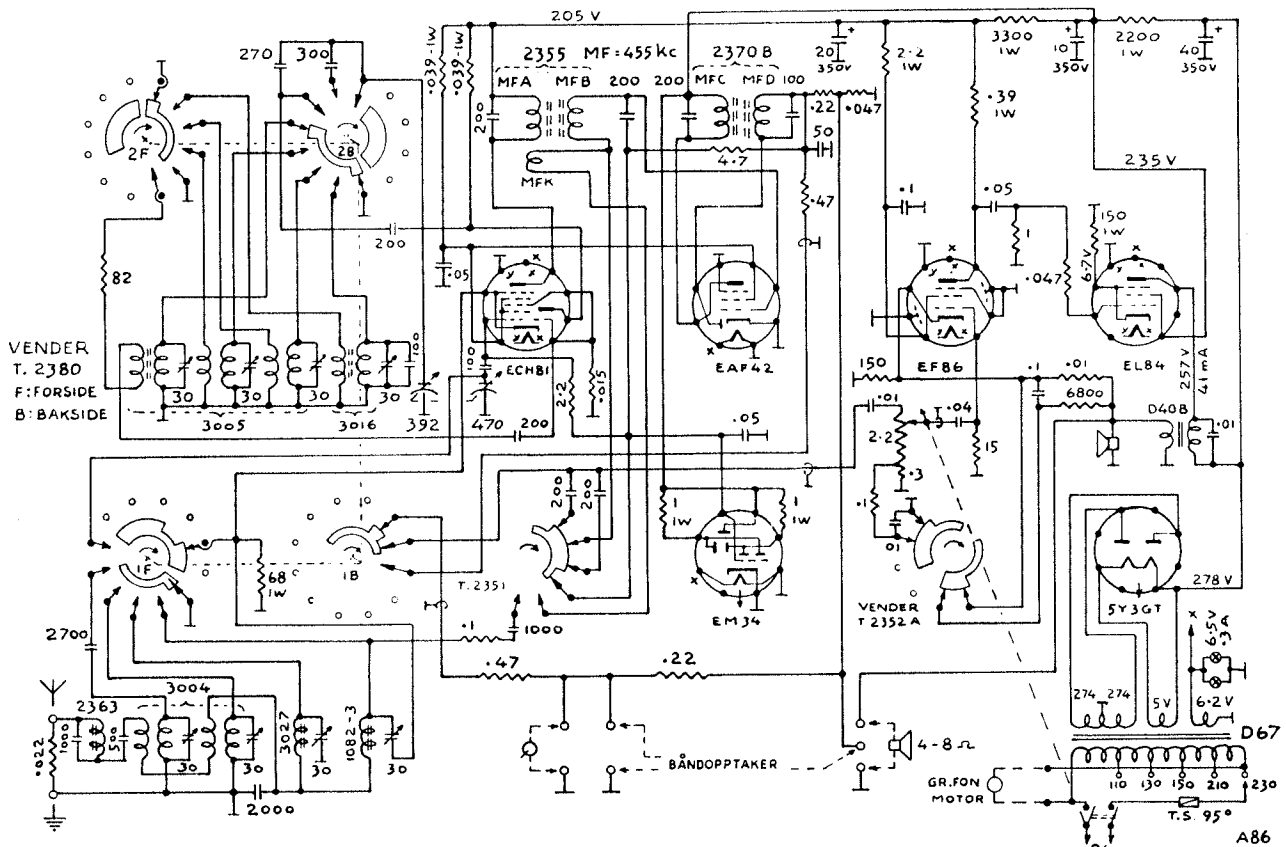 205 V
270
300
.039-1W
.039-1W
2355 MF=455kc 2370 B
MFA
MFB
200
200
MFC
MFD
100
20
350V
2.2
1W
3300
1W
10
350V
2200
1W
40
350V
200
.22
.047
50
.39
1W
4.7
MFK
.47
235 V
2F
2B
200
.1
.05
1
150
1W
6.7V
.047
82
.05
x
y
x
ECH81
EAF42
x
y
x
EF86
x
EL84
257V
41 mA
VENDER
T. 2380
F: FORSIDE
B: BAKSIDE
30
30
30
30
100
3005
3016
392
470
100
200
2.2
.015
.05
150
.01
2.2
.3
.04
15
.1
.01
6800
D40B
.01
.1
.01
1F
1B
68
1W
T. 2351
200
200
1
1W
1
1W
x
EM34
VENDER
T 2352 A
5Y3GT
278 V
2700
.1
1000
.47
.22
x
6.5V
.3A
274
274
5V
6.2V
D67
2363
3004
1000
500
.022
30
30
3027
30
1082-3
30
2000
BÅNDOPPTAKER
4-8 Ω
GR.FON
MOTOR
110
130
150
210
230
T.S. 95°
A86